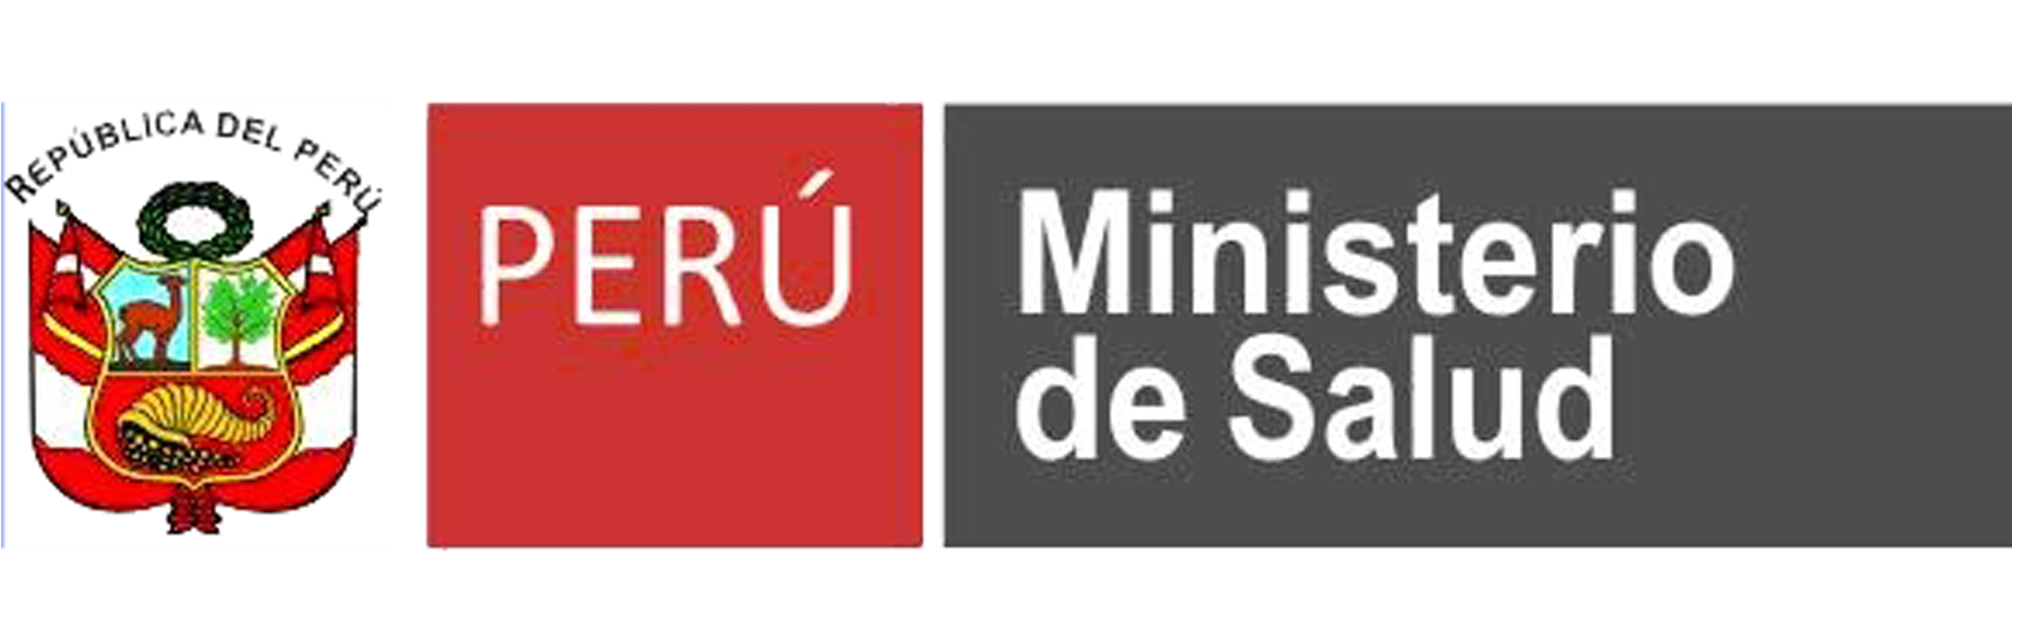 REPÚBLICA DEL PERÚ
PERÚ
Ministerio
de Salud